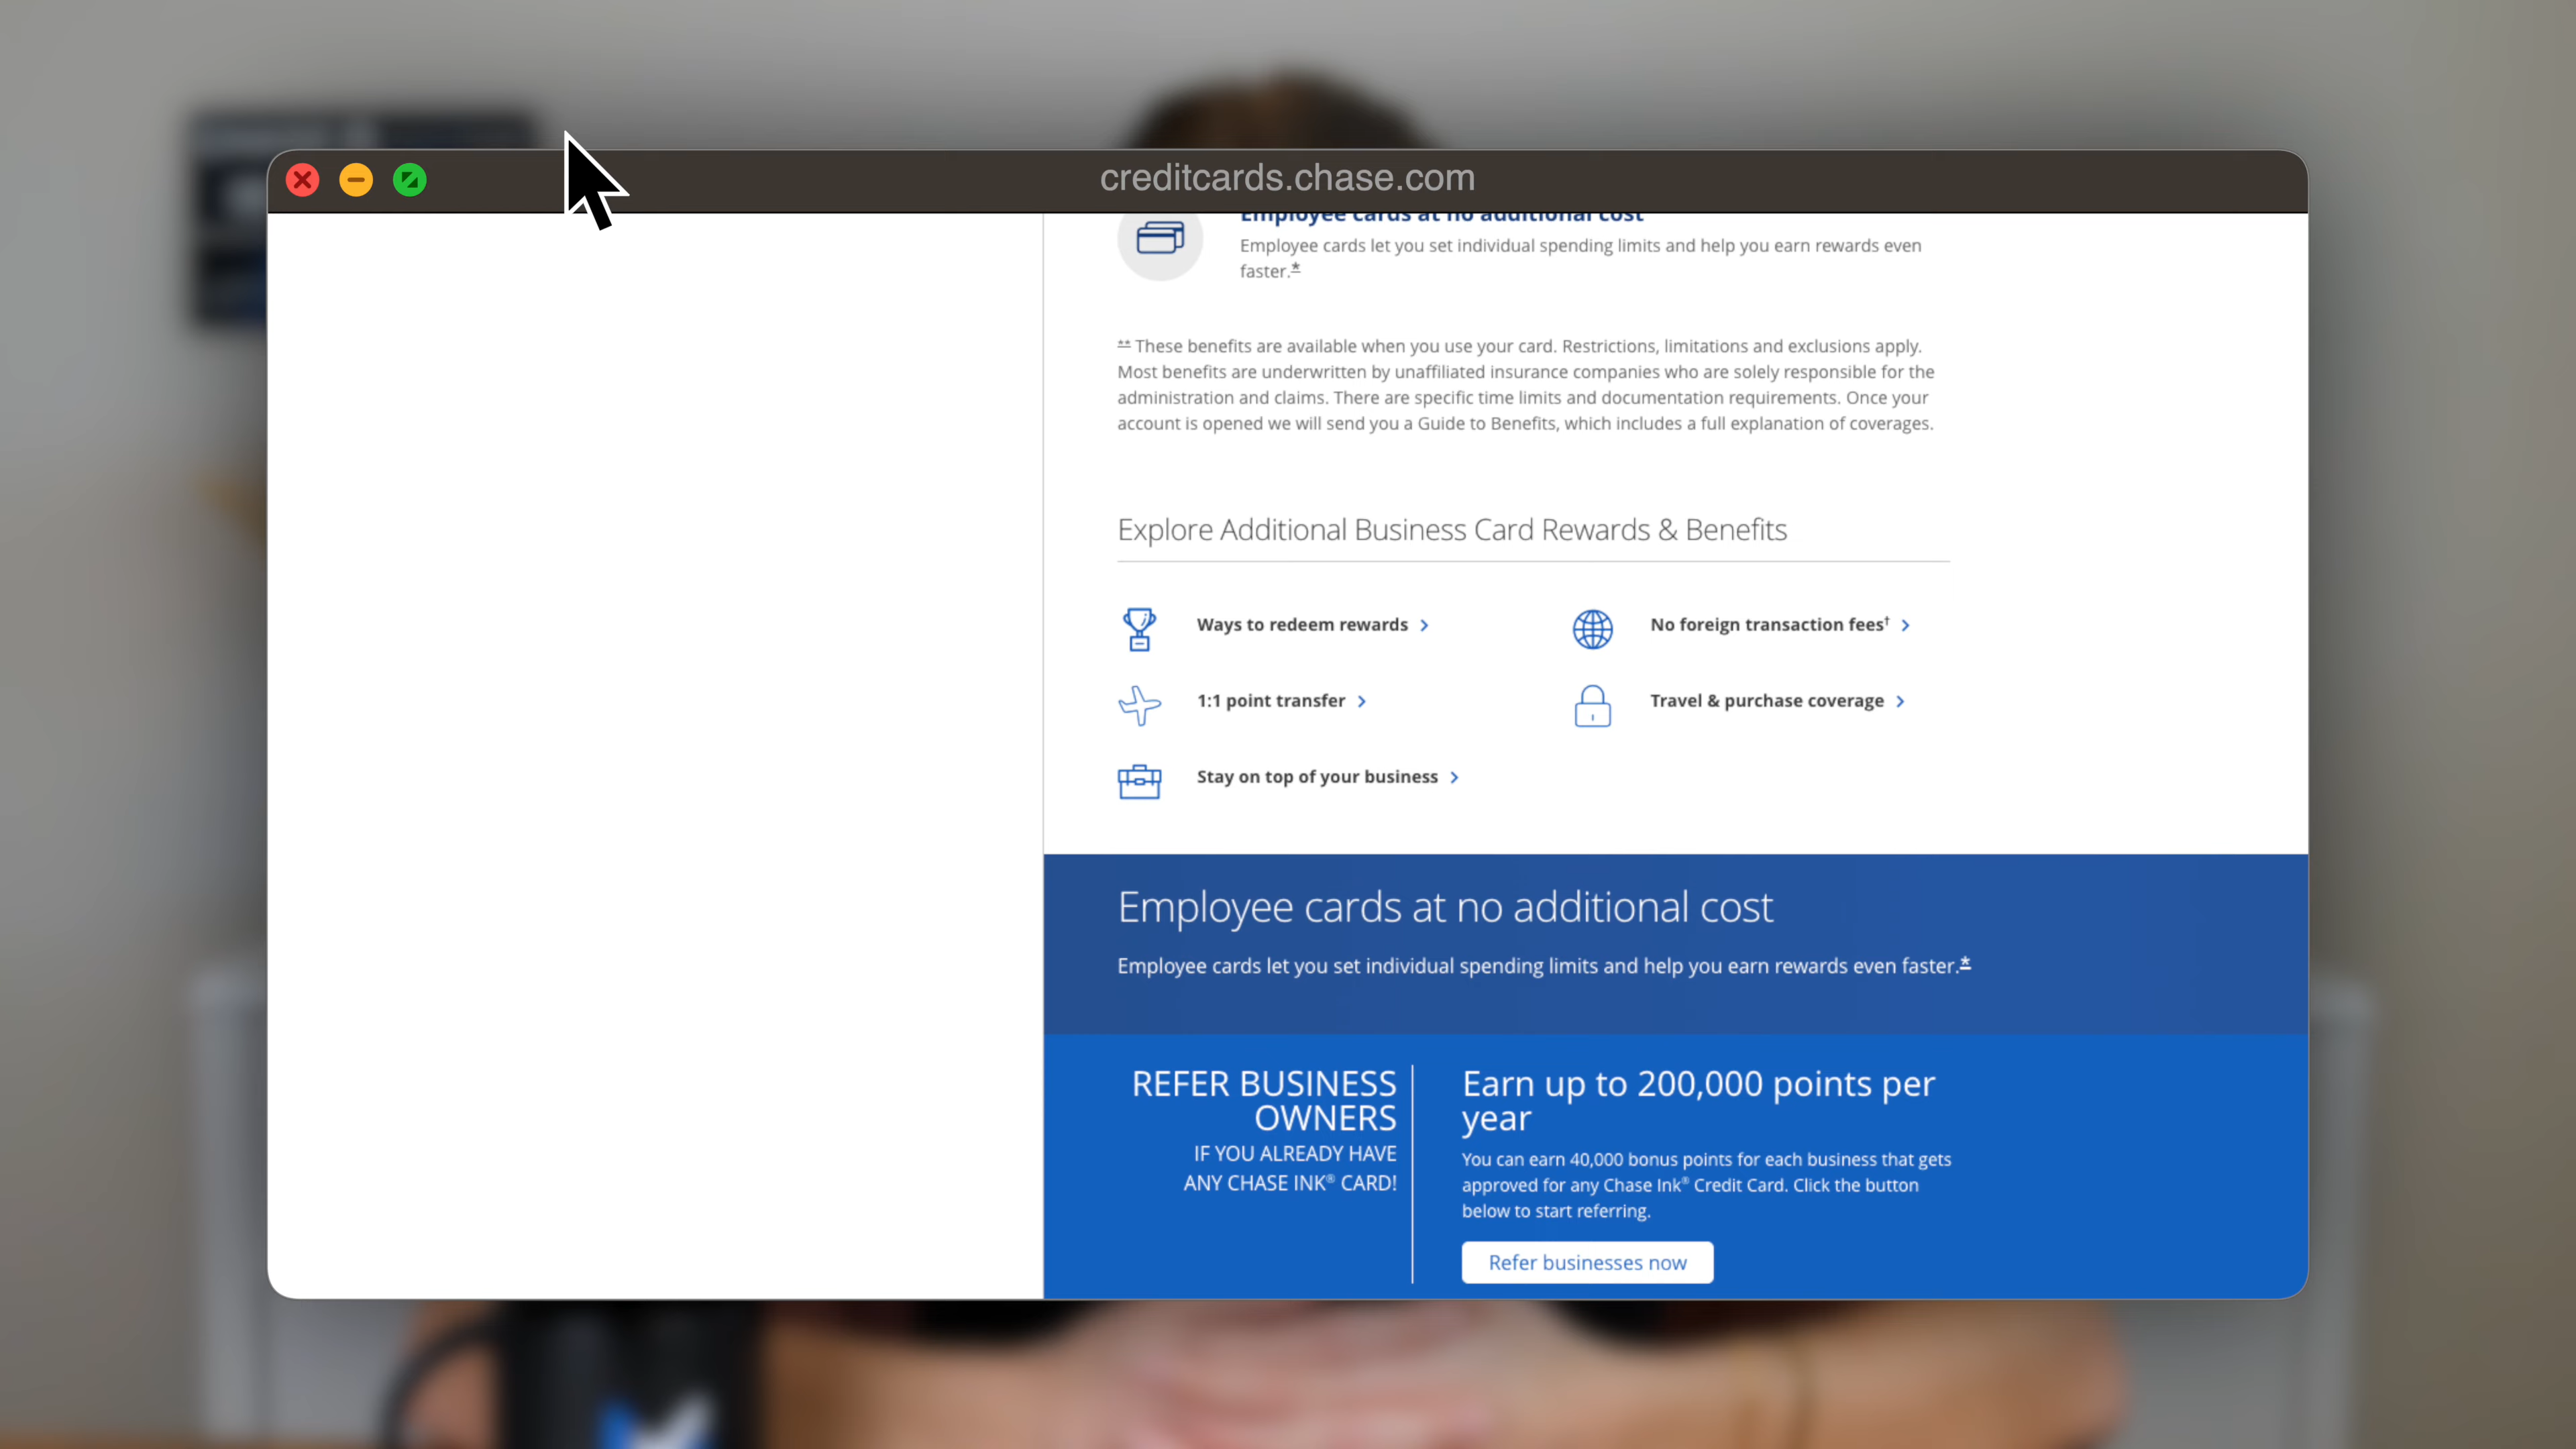 creditcards.chase.com
Employee cards at no additional cost
Employee cards let you set individual spending limits and help you earn rewards even
faster.*
** These benefits are available when you use your card. Restrictions, limitations and exclusions apply.
Most benefits are underwritten by unaffiliated insurance companies who are solely responsible for the
administration and claims. There are specific time limits and documentation requirements. Once your
account is opened we will send you a Guide to Benefits, which includes a full explanation of coverages.
Explore Additional Business Card Rewards & Benefits
Ways to redeem rewards
No foreign transaction fees†
1:1 point transfer
Travel & purchase coverage
Stay on top of your business
Employee cards at no additional cost
Employee cards let you set individual spending limits and help you earn rewards even faster.*
REFER BUSINESS
OWNERS
IF YOU ALREADY HAVE
ANY CHASE INK® CARD!
Earn up to 200,000 points per
year
You can earn 40,000 bonus points for each business that gets
approved for any Chase Ink® Credit Card. Click the button
below to start referring.
Refer businesses now